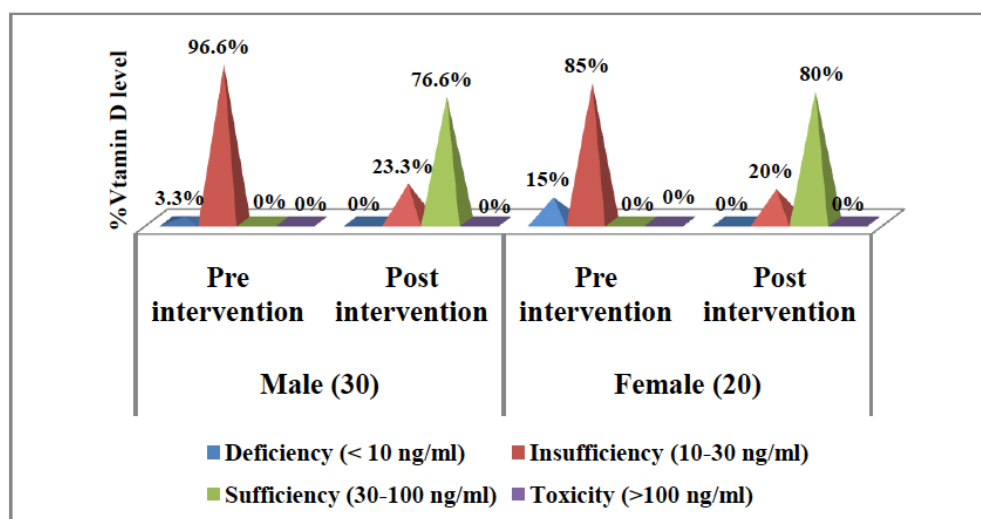 %Vtamin D level
96.6%
3.3%
0%
0%
0%
23.3%
76.6%
0%
15%
85%
0%
0%
0%
20%
80%
0%
Pre intervention
Post intervention
Pre intervention
Post intervention
Male (30)
Female (20)
Deficiency (< 10 ng/ml)
Insufficiency (10-30 ng/ml)
Sufficiency (30-100 ng/ml)
Toxicity (>100 ng/ml)